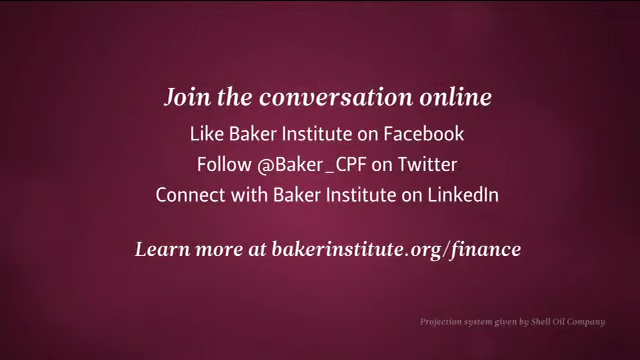 Join the conversation online
Like Baker Institute on Facebook
Follow @Baker_CPF on Twitter
Connect with Baker Institute on LinkedIn
Learn more at bakerinstitute.org/finance
Projection system given by Shell Oil Company